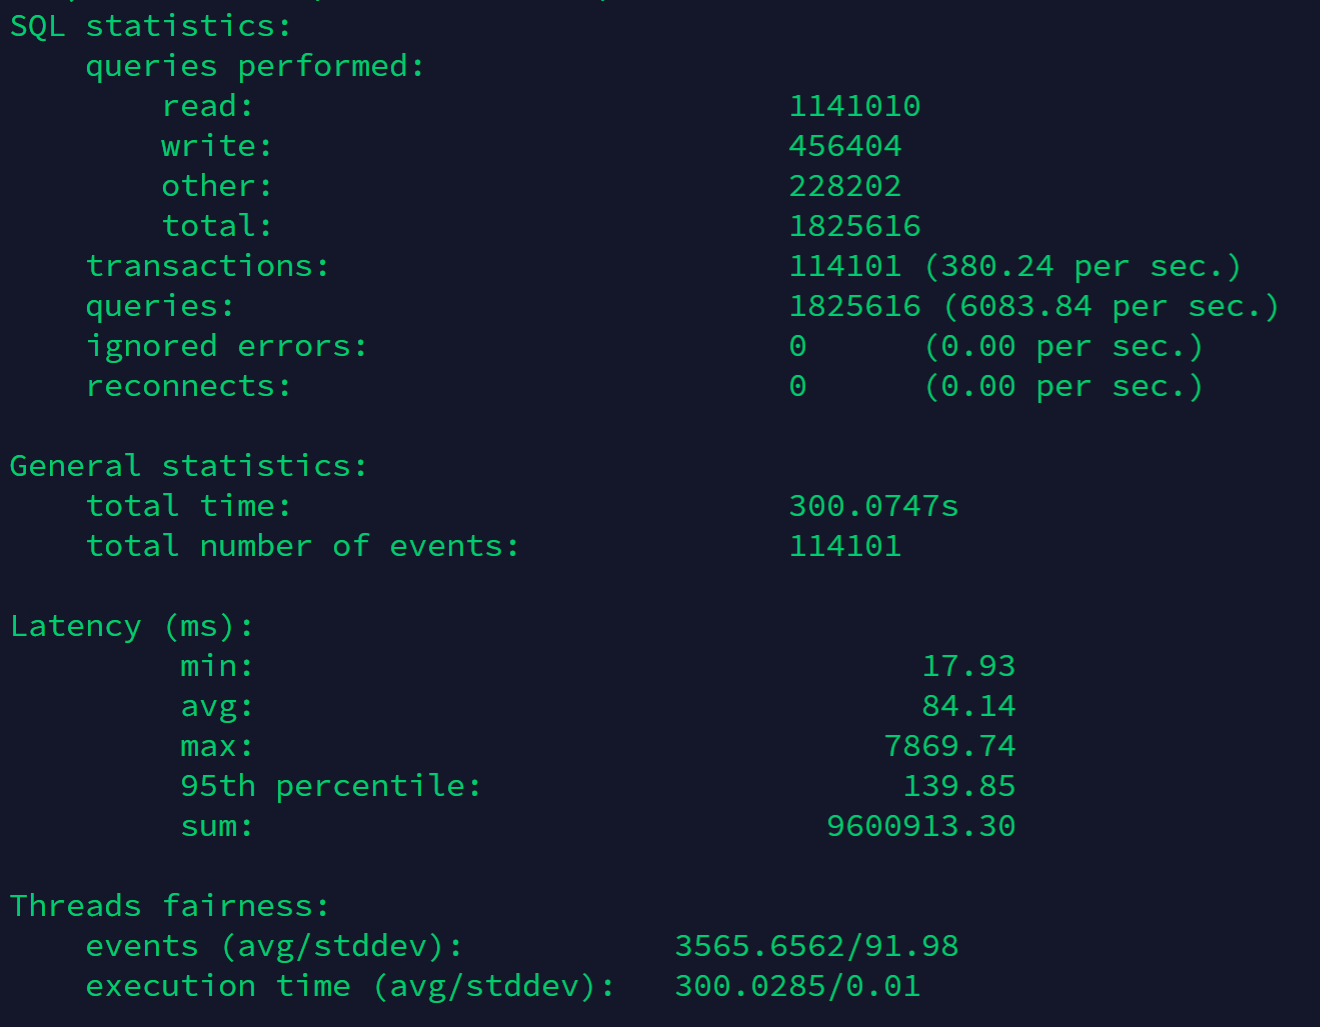 SQL statistics:
    queries performed:
        read:                            1141010
        write:                           456404
        other:                           228202
        total:                           1825616
    transactions:                        114101 (380.24 per sec.)
    queries:                             1825616 (6083.84 per sec.)
    ignored errors:                      0      (0.00 per sec.)
    reconnects:                          0      (0.00 per sec.)

General statistics:
    total time:                          300.0747s
    total number of events:              114101

Latency (ms):
         min:                                   17.93
         avg:                                   84.14
         max:                                 7869.74
         95th percentile:                      139.85
         sum:                              9600913.30

Threads fairness:
    events (avg/stddev):           3565.6562/91.98
    execution time (avg/stddev):   300.0285/0.01